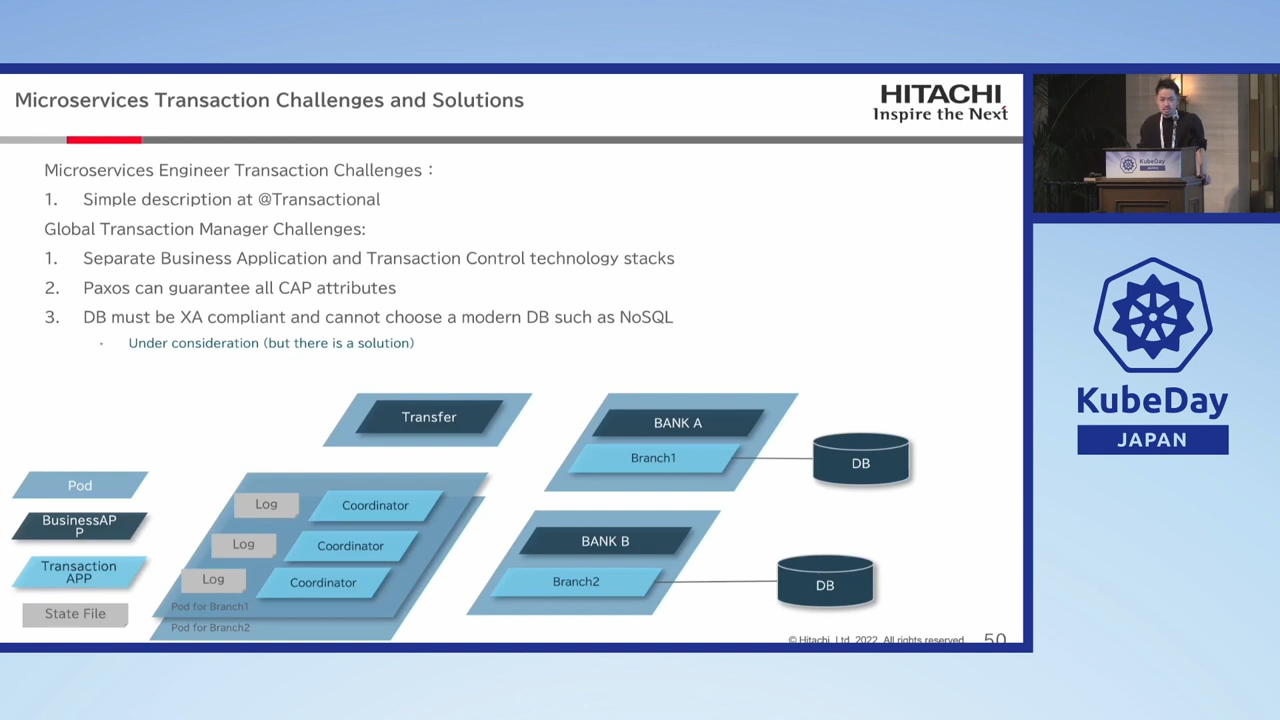 Microservices Transaction Challenges and Solutions
HITACHI
Inspire the Next
Microservices Engineer Transaction Challenges：
1. Simple description at @Transactional
Global Transaction Manager Challenges:
1. Separate Business Application and Transaction Control technology stacks
2. Paxos can guarantee all CAP attributes
3. DB must be XA compliant and cannot choose a modern DB such as NoSQL
· Under consideration (but there is a solution)
Transfer
BANK A
Branch1
DB
Pod
BusinessAP
P
Transaction
APP
State File
Log
Coordinator
Log
Coordinator
Log
Coordinator
Pod for Branch1
Pod for Branch2
BANK B
Branch2
DB
© Hitachi, Ltd. 2022. All rights reserved
50
KubeDay
JAPAN
KubeDay
JAPAN